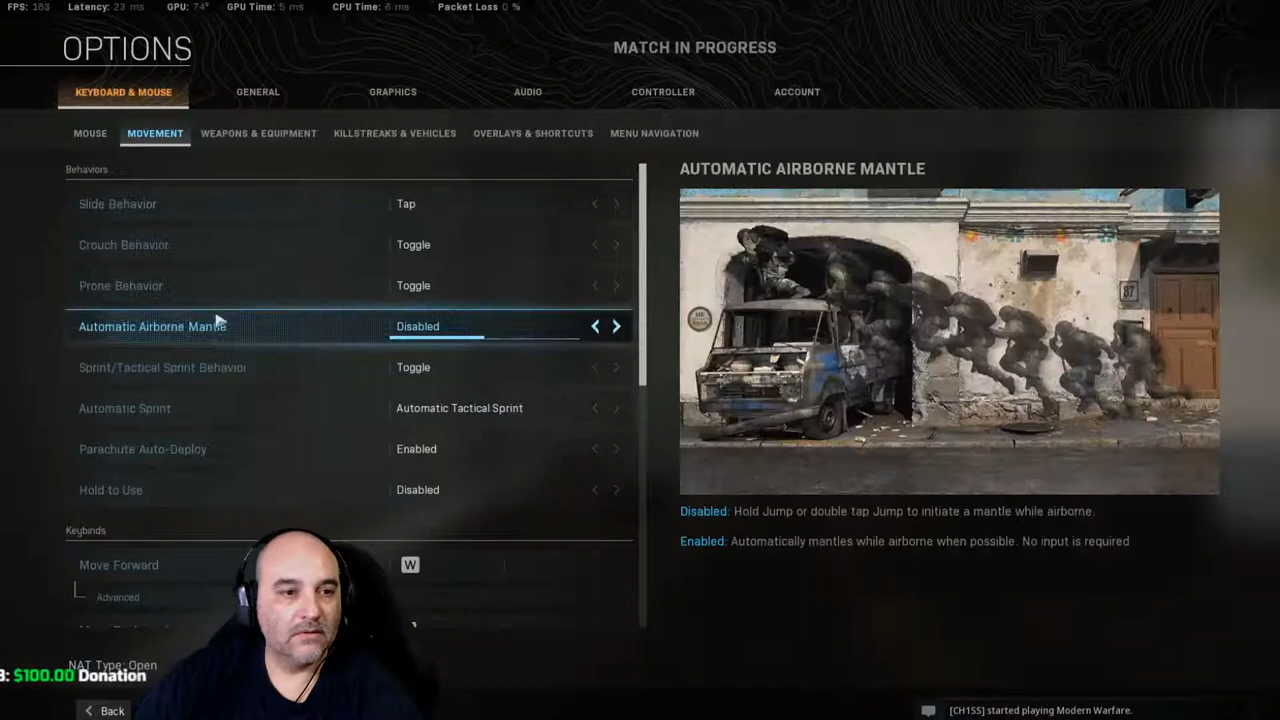 FPS: 163 Latency: 23 ms GPU: 74° GPU Time: 5 ms CPU Time: 6 ms Packet Loss 0 %
OPTIONS
MATCH IN PROGRESS
KEYBOARD & MOUSE GENERAL GRAPHICS AUDIO CONTROLLER ACCOUNT
MOUSE MOVEMENT WEAPONS & EQUIPMENT KILLSTREAKS & VEHICLES OVERLAYS & SHORTCUTS MENU NAVIGATION
Behaviors
Slide Behavior Tap
Crouch Behavior Toggle
Prone Behavior Toggle
Automatic Airborne Mantle Disabled
Sprint/Tactical Sprint Behavior Toggle
Automatic Sprint Automatic Tactical Sprint
Parachute Auto-Deploy Enabled
Hold to Use Disabled
Keybinds
Move Forward W
Advanced
AUTOMATIC AIRBORNE MANTLE
87
Disabled: Hold Jump or double tap Jump to initiate a mantle while airborne.
Enabled: Automatically mantles while airborne when possible. No input is required
NAT Type: Open
$100.00 Donation
Back
[CH1SS] started playing Modern Warfare.